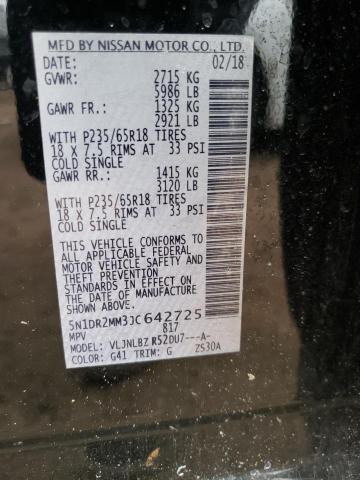 MFD BY NISSAN MOTOR CO., LTD.
DATE: 02/18
GVWR: 2715 KG
5986 LB
GAWR FR.: 1325 KG
2921 LB
WITH P235/65R18 TIRES
18 X 7.5 RIMS AT 33 PSI
COLD SINGLE
GAWR RR.: 1415 KG
3120 LB
WITH P235/65R18 TIRES
18 X 7.5 RIMS AT 33 PSI
COLD SINGLE
THIS VEHICLE CONFORMS TO
ALL APPLICABLE FEDERAL
MOTOR VEHICLE SAFETY AND
THEFT PREVENTION
STANDARDS IN EFFECT ON
THE DATE OF MANUFACTURE
SHOWN ABOVE.
5N1DR2MM3JC642725
MPV 817
MODEL: VLJNLBZ R52DU7---A-
COLOR: G41 TRIM: G ZS30A